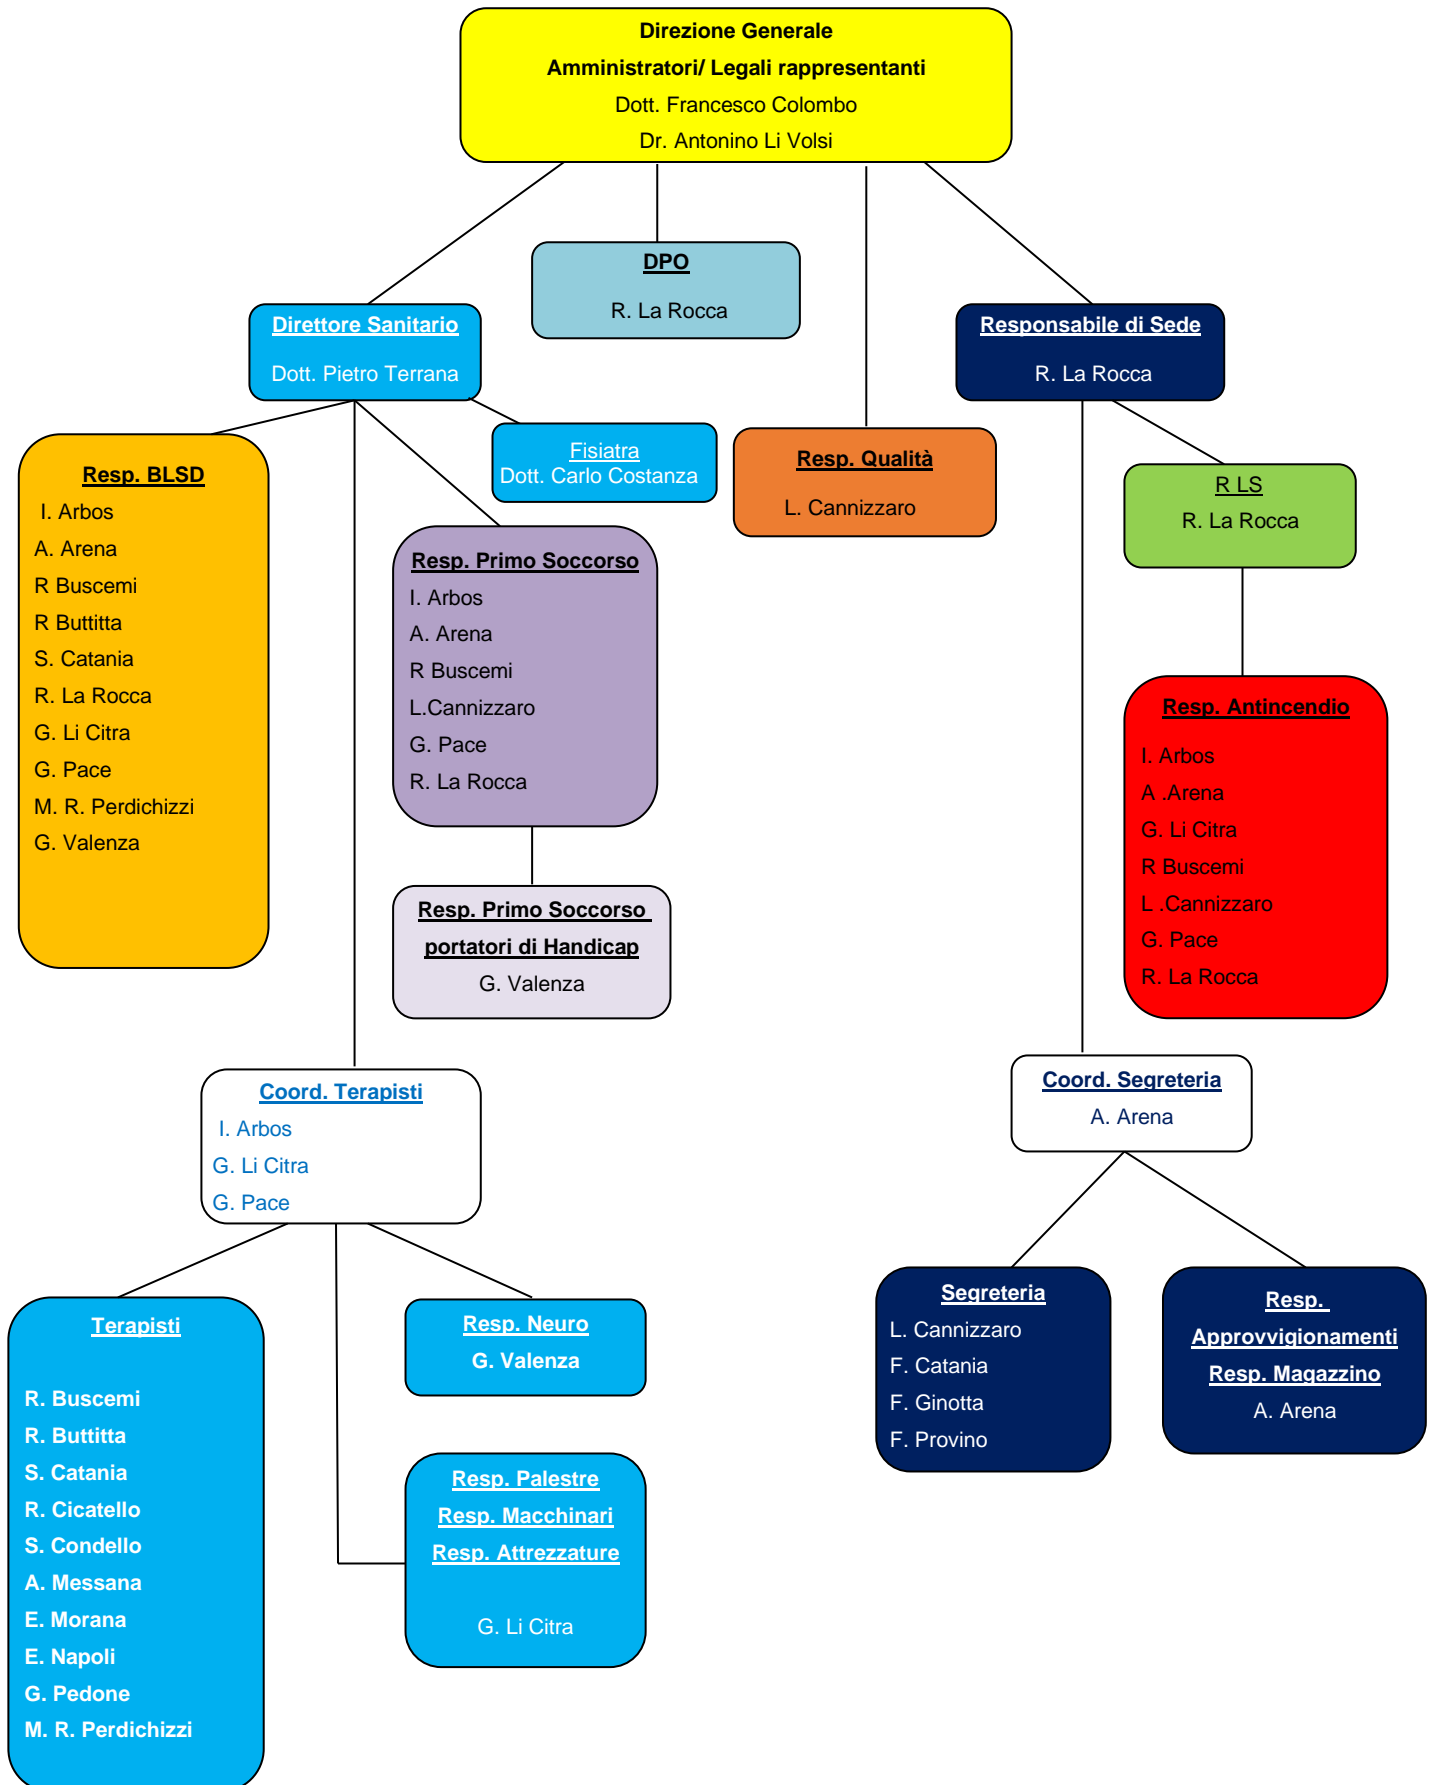 Direzione Generale
Amministratori/ Legali rappresentanti
Dott. Francesco Colombo
Dr. Antonino Li Volsi
DPO
R. La Rocca
Direttore Sanitario
Dott. Pietro Terrana
Responsabile di Sede
R. La Rocca
Fisiatra
Dott. Carlo Costanza
Resp. Qualità
L. Cannizzaro
R LS
R. La Rocca
Resp. BLSD
I. Arbos
A. Arena
R Buscemi
R Buttitta
S. Catania
R. La Rocca
G. Li Citra
G. Pace
M. R. Perdichizzi
G. Valenza
Resp. Primo Soccorso
I. Arbos
A. Arena
R Buscemi
L.Cannizzaro
G. Pace
R. La Rocca
Resp. Antincendio
I. Arbos
A .Arena
G. Li Citra
R Buscemi
L .Cannizzaro
G. Pace
R. La Rocca
Resp. Primo Soccorso
portatori di Handicap
G. Valenza
Coord. Terapisti
I. Arbos
G. Li Citra
G. Pace
Coord. Segreteria
A. Arena
Terapisti
R. Buscemi
R. Buttitta
S. Catania
R. Cicatello
S. Condello
A. Messana
E. Morana
E. Napoli
G. Pedone
M. R. Perdichizzi
Resp. Neuro
G. Valenza
Resp. Palestre
Resp. Macchinari
Resp. Attrezzature
G. Li Citra
Segreteria
L. Cannizzaro
F. Catania
F. Ginotta
F. Provino
Resp.
Approvvigionamenti
Resp. Magazzino
A. Arena